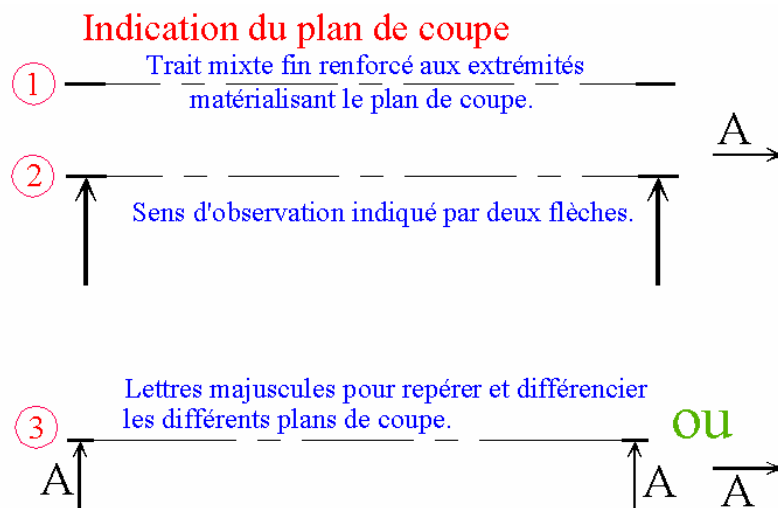 Indication du plan de coupe
1
Trait mixte fin renforcé aux extrémités
matérialisant le plan de coupe.
A
2
Sens d'observation indiqué par deux flèches.
Lettres majuscules pour repérer et différencier
les différents plans de coupe.
3
ou
A
A
A